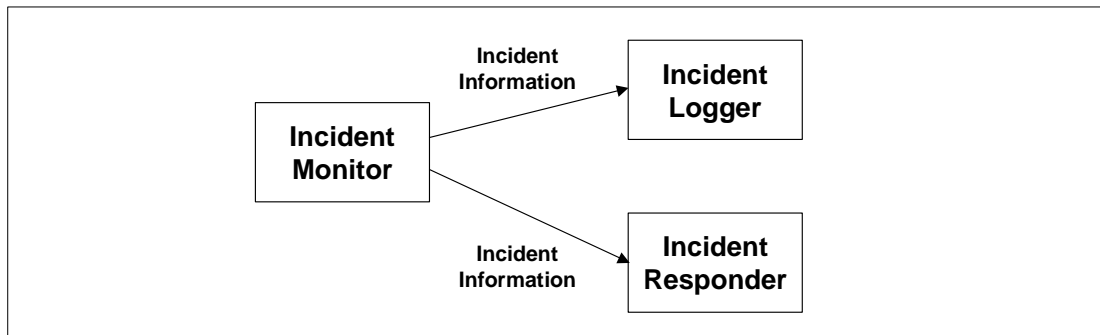 Incident
Information
Incident
Logger
Incident
Monitor
Incident
Information
Incident
Responder